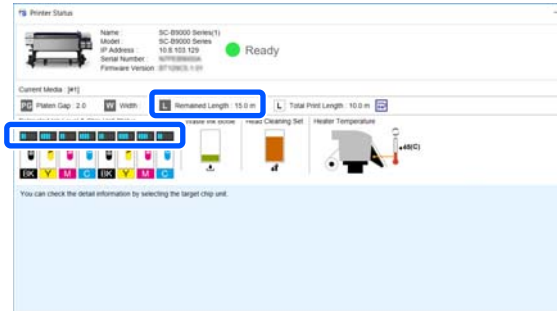 Printer Status
Name : SC-B9000 Series(1)
Model : SC-B9000 Series
IP Address : 10.8.103.129
Serial Number :
Firmware Version :
Ready
Current Media : [#1]
PG Platen Gap : 2.0 W Width L Remained Length : 15.0 m L Total Print Length : 10.0 m
Waste Ink Bottle Head Cleaning Set Heater Temperature
45(C)
BK Y M C BK Y M C
You can check the detail information by selecting the target chip unit.